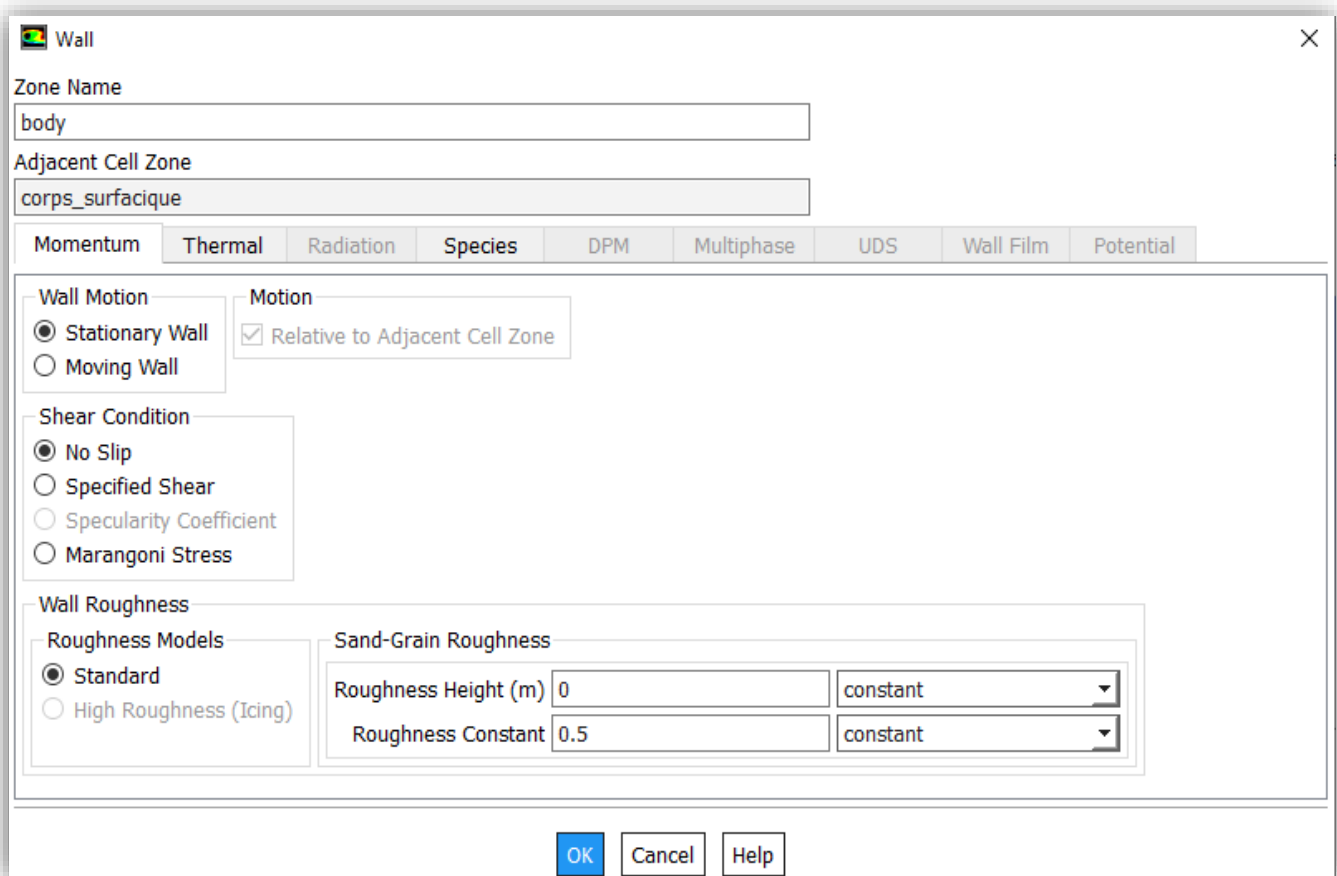 Wall
Zone Name
body
Adjacent Cell Zone
corps_surfacique
Momentum Thermal Radiation Species DPM Multiphase UDS Wall Film Potential
Wall Motion Motion
Stationary Wall Relative to Adjacent Cell Zone
Moving Wall
Shear Condition
No Slip
Specified Shear
Specularity Coefficient
Marangoni Stress
Wall Roughness
Roughness Models Sand-Grain Roughness
Standard
Roughness Height (m) 0 constant
High Roughness (Icing)
Roughness Constant 0.5 constant
OK Cancel Help